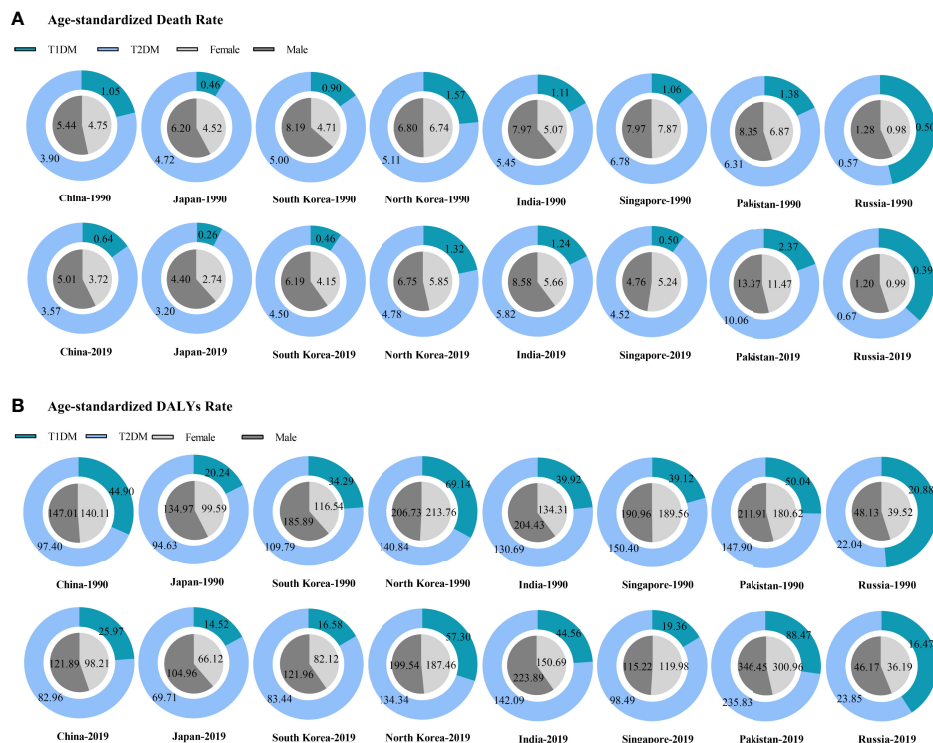 A Age-standardized Death Rate
T1DM T2DM Female Male
1.05 0.46 0.90 1.57 1.11 1.06 1.38 0.50
5.44 4.75 6.20 4.52 8.19 4.71 6.80 6.74 7.97 5.07 7.97 7.87 8.35 6.87 1.28 0.98
3.90 4.72 5.00 5.11 5.45 6.78 6.31 0.57
China-1990 Japan-1990 South Korea-1990 North Korea-1990 India-1990 Singapore-1990 Pakistan-1990 Russia-1990
0.64 0.26 0.46 1.32 1.24 0.50 2.37 0.39
5.01 3.72 4.40 2.74 6.19 4.15 6.75 5.85 8.58 5.66 4.76 5.24 13.37 11.47 1.20 0.99
3.57 3.20 4.50 4.78 5.82 4.52 10.06 0.67
China-2019 Japan-2019 South Korea-2019 North Korea-2019 India-2019 Singapore-2019 Pakistan-2019 Russia-2019
B Age-standardized DALYs Rate
T1DM T2DM Female Male
44.90 20.24 34.29 69.14 39.92 39.12 50.04 20.88
147.01 140.11 134.97 99.59 185.89 116.54 206.73 213.76 204.43 134.31 190.96 189.56 211.91 180.62 48.13 39.52
97.40 94.63 109.79 140.84 130.69 150.40 147.90 22.04
China-1990 Japan-1990 South Korea-1990 North Korea-1990 India-1990 Singapore-1990 Pakistan-1990 Russia-1990
25.97 14.52 16.58 57.30 44.56 19.36 88.47 16.47
121.89 98.21 104.96 66.12 121.96 82.12 199.54 187.46 223.89 150.69 115.22 119.98 346.45 300.96 46.17 36.19
82.96 69.71 83.44 134.34 142.09 98.49 235.83 23.85
China-2019 Japan-2019 South Korea-2019 North Korea-2019 India-2019 Singapore-2019 Pakistan-2019 Russia-2019